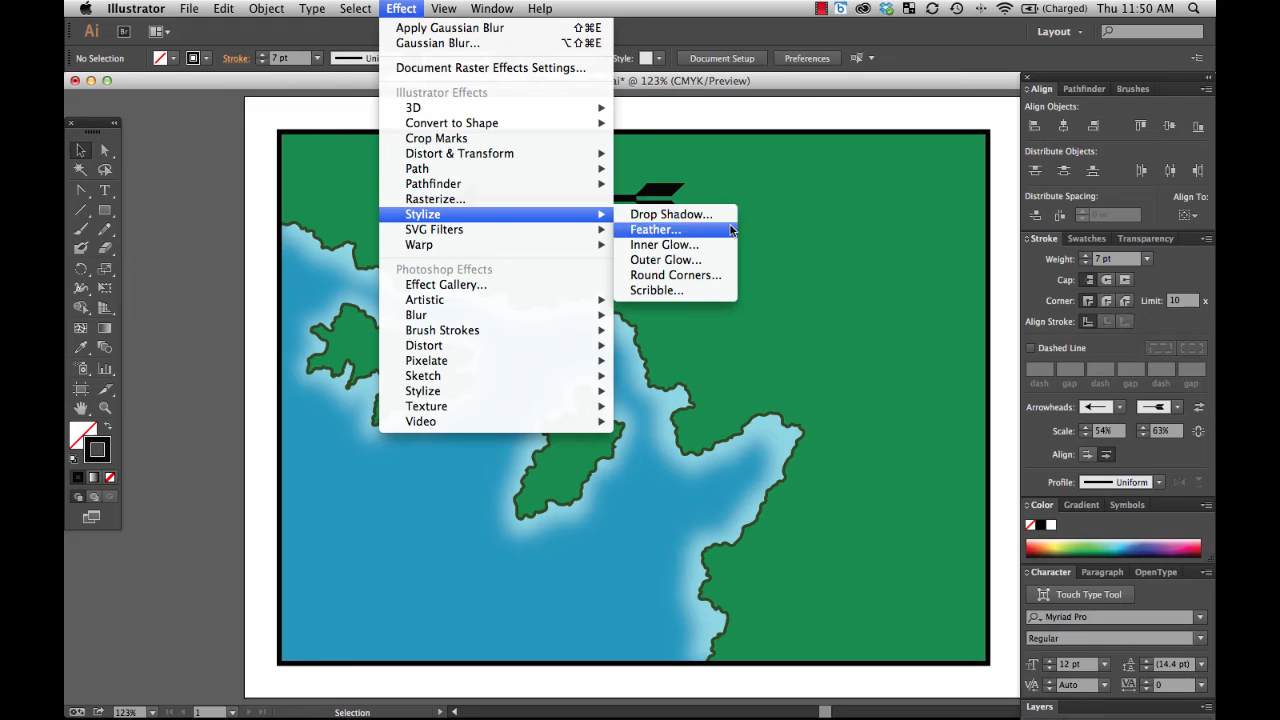 Illustrator File Edit Object Type Select Effect View Window Help (Charged) Thu 11:50 AM
Ai Br Layout
No Selection Stroke: 7 pt Style: Document Setup Preferences
ai* @ 123% (CMYK/Preview)
Apply Gaussian Blur ⇧⌘E
Gaussian Blur... ⌥⇧⌘E
Document Raster Effects Settings...
Illustrator Effects
3D
Convert to Shape
Crop Marks
Distort & Transform
Path
Pathfinder
Rasterize...
Stylize
SVG Filters
Warp
Photoshop Effects
Effect Gallery...
Artistic
Blur
Brush Strokes
Distort
Pixelate
Sketch
Stylize
Texture
Video
Drop Shadow...
Feather...
Inner Glow...
Outer Glow...
Round Corners...
Scribble...
Align Pathfinder Brushes
Align Objects:
Distribute Objects:
Distribute Spacing: Align To:
0 in
Stroke Swatches Transparency
Weight: 7 pt
Cap:
Corner: Limit: 10 x
Align Stroke:
Dashed Line
dash gap dash gap dash gap
Arrowheads:
Scale: 54% 63%
Align:
Profile: Uniform
Color Gradient Symbols
Character Paragraph OpenType
Touch Type Tool
Myriad Pro
Regular
12 pt (14.4 pt)
Auto 0
Layers
123% 1 Selection